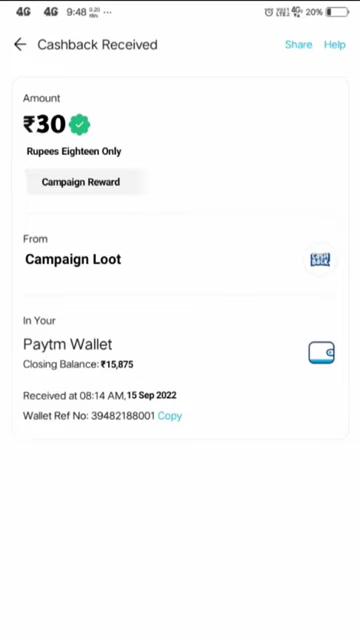 4G 4G 9:48 ... 20%
Cashback Received Share Help
Amount
₹30
Rupees Eighteen Only
Campaign Reward
From
Campaign Loot
CASH BACK
In Your
Paytm Wallet
Closing Balance: ₹15,875
Received at 08:14 AM, 15 Sep 2022
Wallet Ref No: 39482188001 Copy